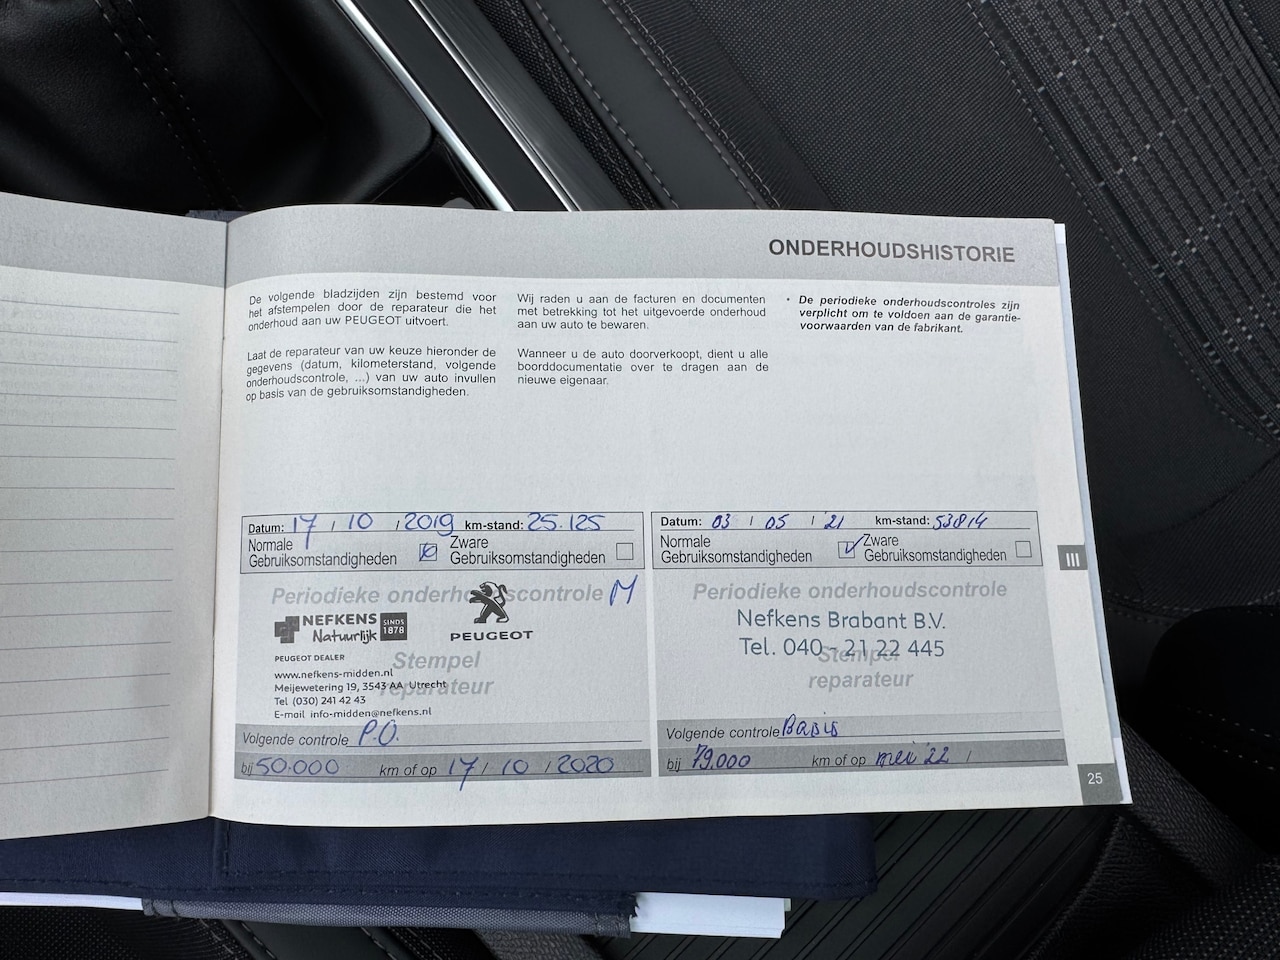 ONDERHOUDSHISTORIE
De volgende bladzijden zijn bestemd voor
het afstempelen door de reparateur die het
onderhoud aan uw PEUGEOT uitvoert.
Laat de reparateur van uw keuze hieronder de
gegevens (datum, kilometerstand, volgende
onderhoudscontrole, ...) van uw auto invullen
op basis van de gebruiksomstandigheden.
Wij raden u aan de facturen en documenten
met betrekking tot het uitgevoerde onderhoud
aan uw auto te bewaren.
Wanneer u de auto doorverkoopt, dient u alle
boorddocumentatie over te dragen aan de
nieuwe eigenaar.
• De periodieke onderhoudscontroles zijn
verplicht om te voldoen aan de garantie-
voorwaarden van de fabrikant.
Datum: 17 / 10 / 2019 km-stand: 25.125
Normale
Gebruiksomstandigheden
Zware
Gebruiksomstandigheden
Periodieke onderhoudscontrole M
NEFKENS
Natuurlijk
SINDS
1878
PEUGEOT
PEUGEOT DEALER
Stempel
reparateur
www.nefkens-midden.nl
Meijewetering 19, 3543 AA Utrecht
Tel (030) 241 42 43
E-mail info-midden@nefkens.nl
Volgende controle P.O.
bij 50.000 km of op 17 / 10 / 2020
Datum: 03 / 05 / '21 km-stand: 53814
Normale
Gebruiksomstandigheden
Zware
Gebruiksomstandigheden
Periodieke onderhoudscontrole
Nefkens Brabant B.V.
Tel. 040 - 21 22 445
Stempel
reparateur
Volgende controle Basis
bij 79.000 km of op mei '22 /
III
25